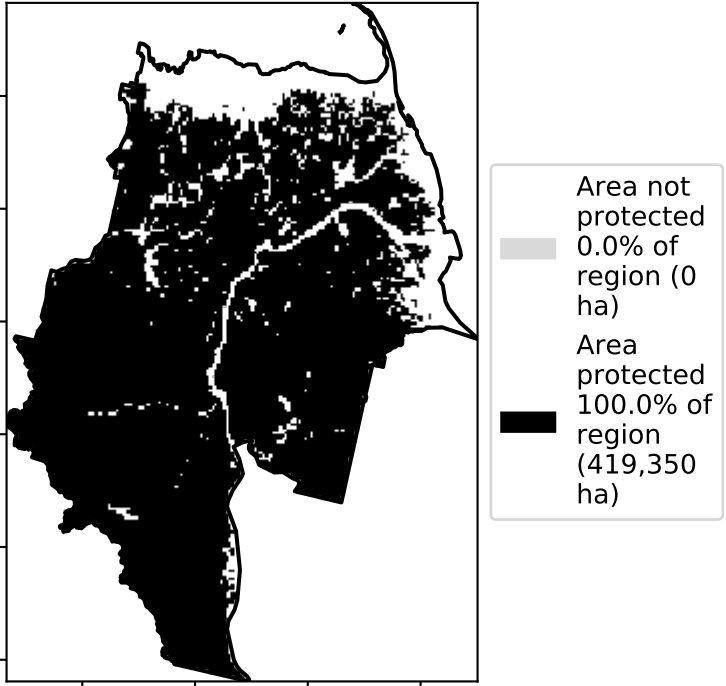 Area not
protected
0.0% of
region (0
ha)
Area
protected
100.0% of
region
(419,350
ha)